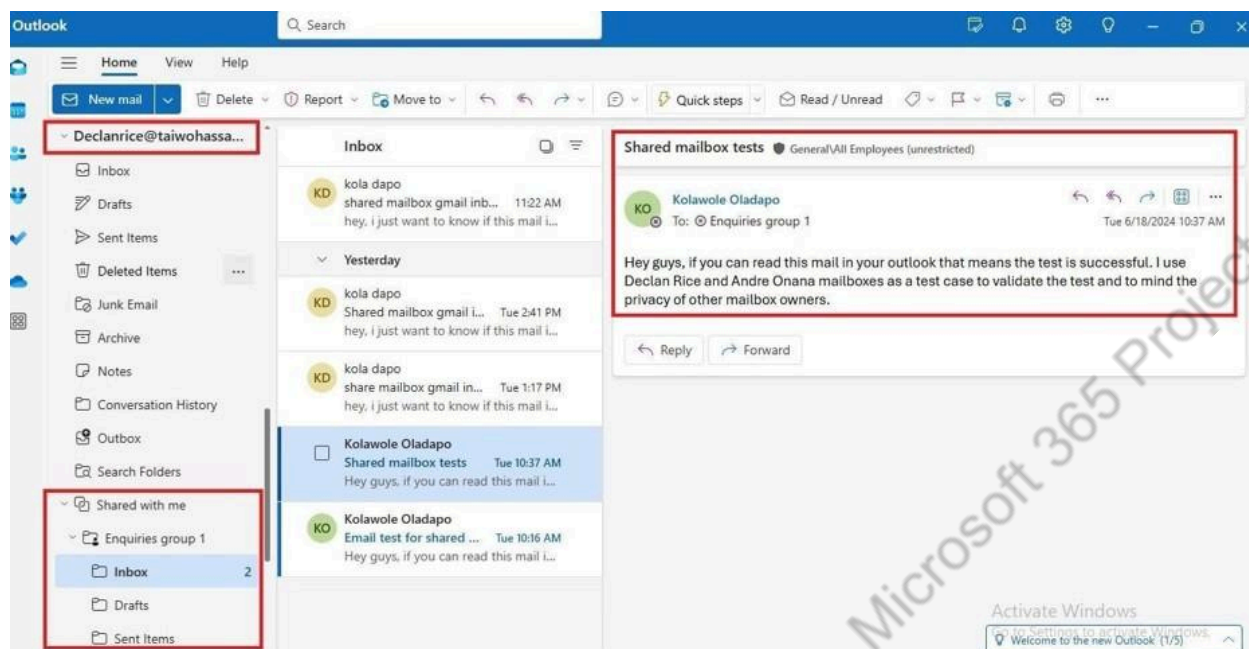 Outlook
Search
Home View Help
New mail Delete Report Move to Quick steps Read / Unread ...
Declanrice@taiwohassa...
Inbox
Drafts
Sent Items
Deleted Items ...
Junk Email
Archive
Notes
Conversation History
Outbox
Search Folders
Shared with me
Enquiries group 1
Inbox 2
Drafts
Sent Items
Inbox
KD
kola dapo
shared mailbox gmail inb... 11:22 AM
hey, i just want to know if this mail i...
Yesterday
KD
kola dapo
Shared mailbox gmail i... Tue 2:41 PM
hey, i just want to know if this mail i...
KD
kola dapo
share mailbox gmail in... Tue 1:17 PM
hey, i just want to know if this mail i...
Kolawole Oladapo
Shared mailbox tests Tue 10:37 AM
Hey guys, if you can read this mail i...
KO
Kolawole Oladapo
Email test for shared ... Tue 10:16 AM
Hey guys, if you can read this mail i...
Shared mailbox tests General\All Employees (unrestricted)
KO
Kolawole Oladapo
To: Enquiries group 1
...
Tue 6/18/2024 10:37 AM
Hey guys, if you can read this mail in your outlook that means the test is successful. I use
Declan Rice and Andre Onana mailboxes as a test case to validate the test and to mind the
privacy of other mailbox owners.
Reply Forward
Microsoft 365 Project
Activate Windows
Go to Settings to activate Windows.
Welcome to the new Outlook (1/5)